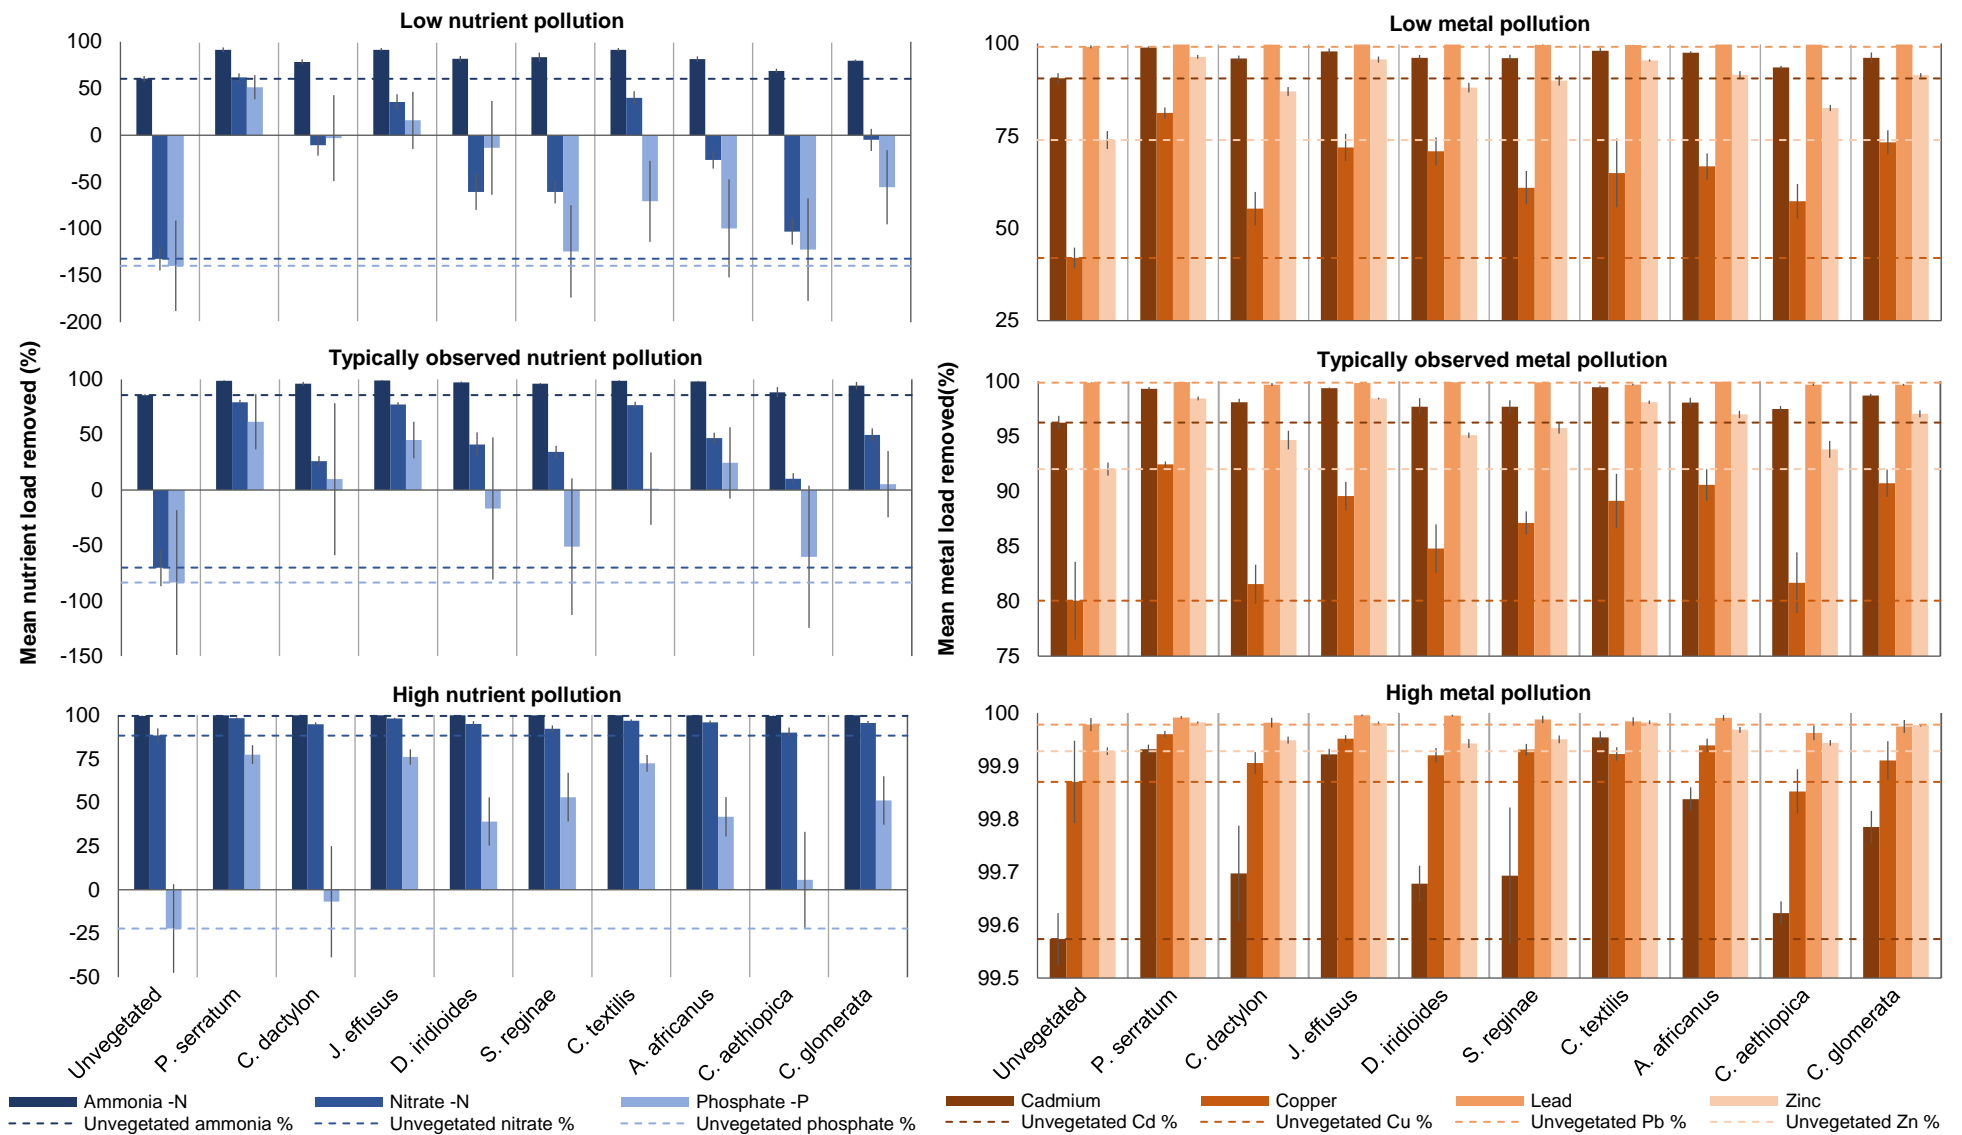 Low nutrient pollution
100
50
0
-50
-100
-150
-200
Typically observed nutrient pollution
100
50
0
-50
-100
-150
High nutrient pollution
100
75
50
25
0
-25
-50
Mean nutrient load removed (%)
Unvegetated
P. serratum
C. dactylon
J. effusus
D. iridioides
S. reginae
C. textilis
A. africanus
C. aethiopica
C. glomerata
Ammonia -N
Nitrate -N
Phosphate -P
Unvegetated ammonia %
Unvegetated nitrate %
Unvegetated phosphate %
Low metal pollution
100
75
50
25
Typically observed metal pollution
100
95
90
85
80
75
High metal pollution
100
99.9
99.8
99.7
99.6
99.5
Mean metal load removed(%)
Unvegetated
P. serratum
C. dactylon
J. effusus
D. iridioides
S. reginae
C. textilis
A. africanus
C. aethiopica
C. glomerata
Cadmium
Copper
Lead
Zinc
Unvegetated Cd %
Unvegetated Cu %
Unvegetated Pb %
Unvegetated Zn %